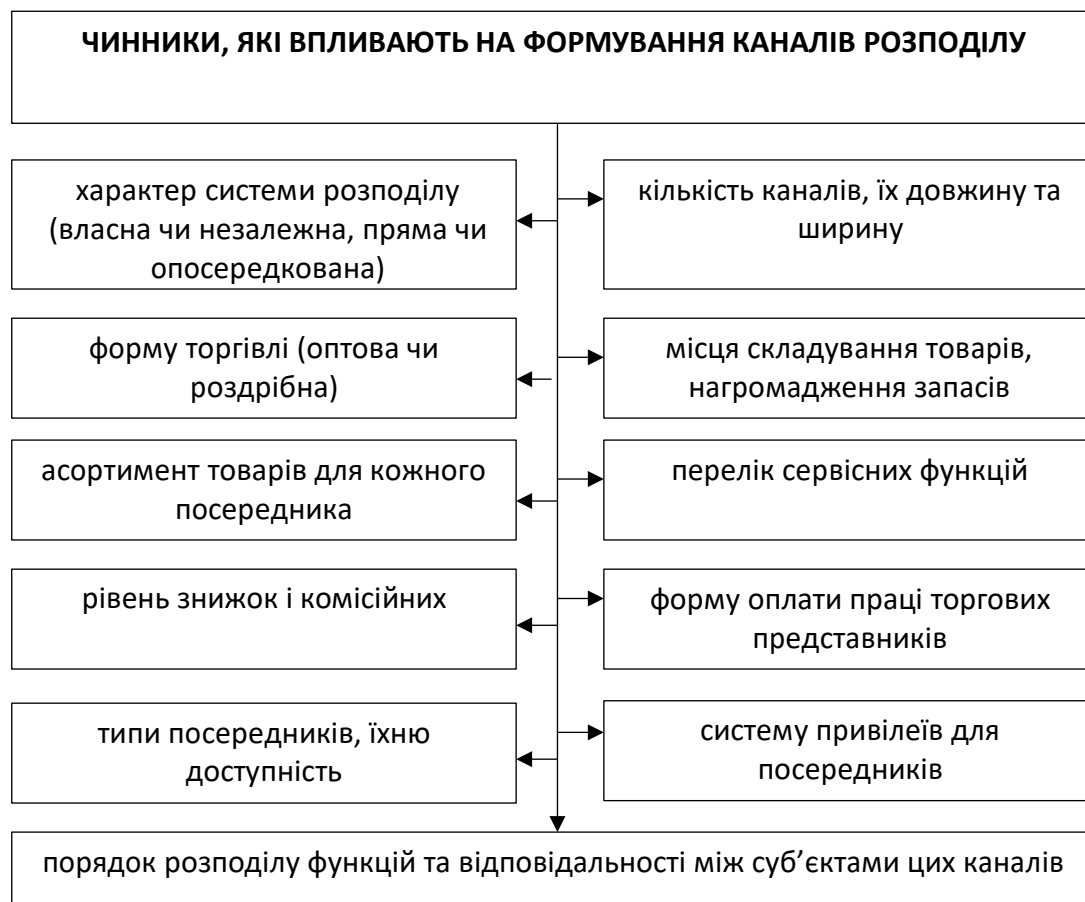 ЧИННИКИ, ЯКІ ВПЛИВАЮТЬ НА ФОРМУВАННЯ КАНАЛІВ РОЗПОДІЛУ
характер системи розподілу
(власна чи незалежна, пряма чи
опосередкована)
кількість каналів, їх довжину та
ширину
форму торгівлі (оптова чи
роздрібна)
місця складування товарів,
нагромадження запасів
асортимент товарів для кожного
посередника
перелік сервісних функцій
рівень знижок і комісійних
форму оплати праці торгових
представників
типи посередників, їхню
доступність
систему привілеїв для
посередників
порядок розподілу функцій та відповідальності між суб’єктами цих каналів